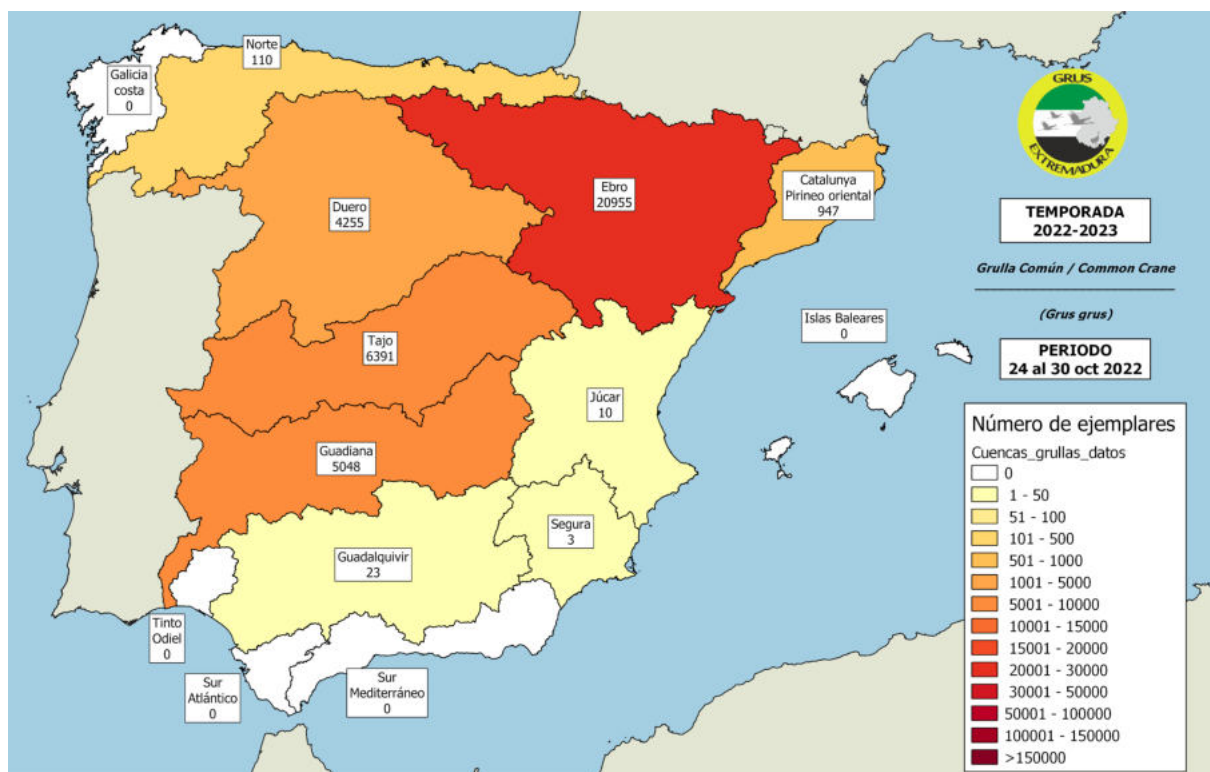 Norte
110
Galicia
costa
0
Duero
4255
Ebro
20955
Catalunya
Pirineo oriental
947
Tajo
6391
Islas Baleares
0
Júcar
10
Guadiana
5048
Segura
3
Guadalquivir
23
Tinto
Odiel
0
Sur
Atlántico
0
Sur
Mediterráneo
0
GRUS
EXTREMADURA
TEMPORADA
2022-2023
Grulla Común / Common Crane
(Grus grus)
PERIODO
24 al 30 oct 2022
Número de ejemplares
Cuencas_grullas_datos
0
1 - 50
51 - 100
101 - 500
501 - 1000
1001 - 5000
5001 - 10000
10001 - 15000
15001 - 20000
20001 - 30000
30001 - 50000
50001 - 100000
100001 - 150000
>150000